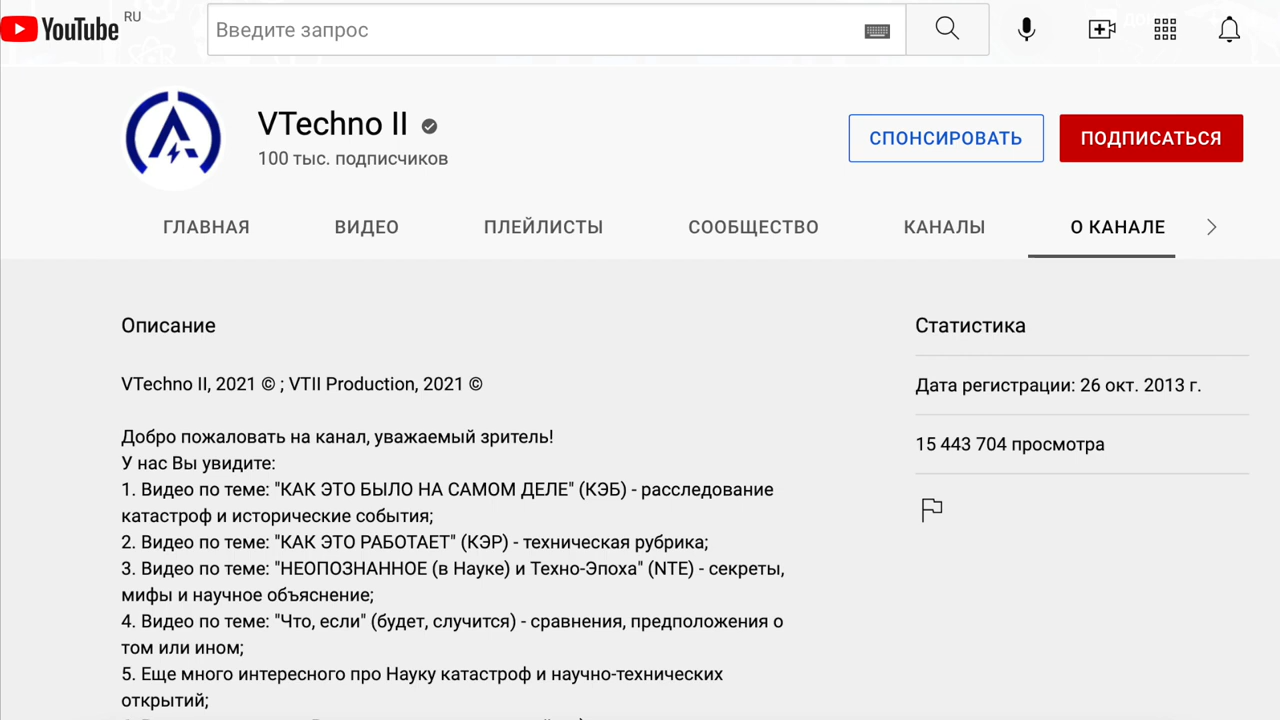 YouTube RU
Введите запрос
VTechno II
100 тыс. подписчиков
СПОНСИРОВАТЬ
ПОДПИСАТЬСЯ
ГЛАВНАЯ
ВИДЕО
ПЛЕЙЛИСТЫ
СООБЩЕСТВО
КАНАЛЫ
О КАНАЛЕ
Описание
VTechno II, 2021 © ; VTII Production, 2021 ©
Добро пожаловать на канал, уважаемый зритель!
У нас Вы увидите:
1. Видео по теме: "КАК ЭТО БЫЛО НА САМОМ ДЕЛЕ" (КЭБ) - расследование
катастроф и исторические события;
2. Видео по теме: "КАК ЭТО РАБОТАЕТ" (КЭР) - техническая рубрика;
3. Видео по теме: "НЕОПОЗНАННОЕ (в Науке) и Техно-Эпоха" (NTE) - секреты,
мифы и научное объяснение;
4. Видео по теме: "Что, если" (будет, случится) - сравнения, предположения о
том или ином;
5. Еще много интересного про Науку катастроф и научно-технических
открытий;
Статистика
Дата регистрации: 26 окт. 2013 г.
15 443 704 просмотра